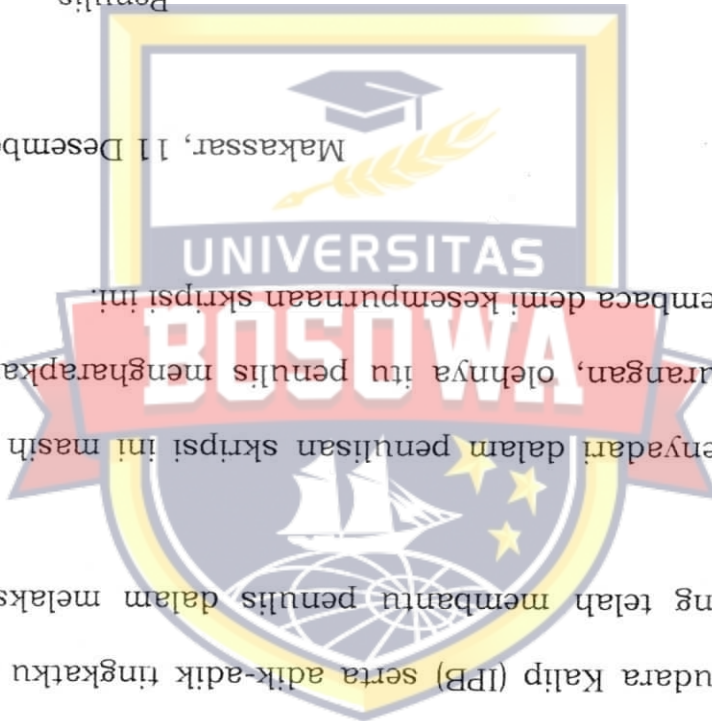 udara Kalip (IPB) serta adik-adik tingkatku
ng telah membantu penulis dalam melaks
enyadari dalam penulisan skripsi ini masih
urangan, olehnya itu penulis mengharapka
embaca demi kesempurnaan skripsi ini.
Makassar, 11 Desemb
Penulis
UNIVERSITAS
BOSOWA